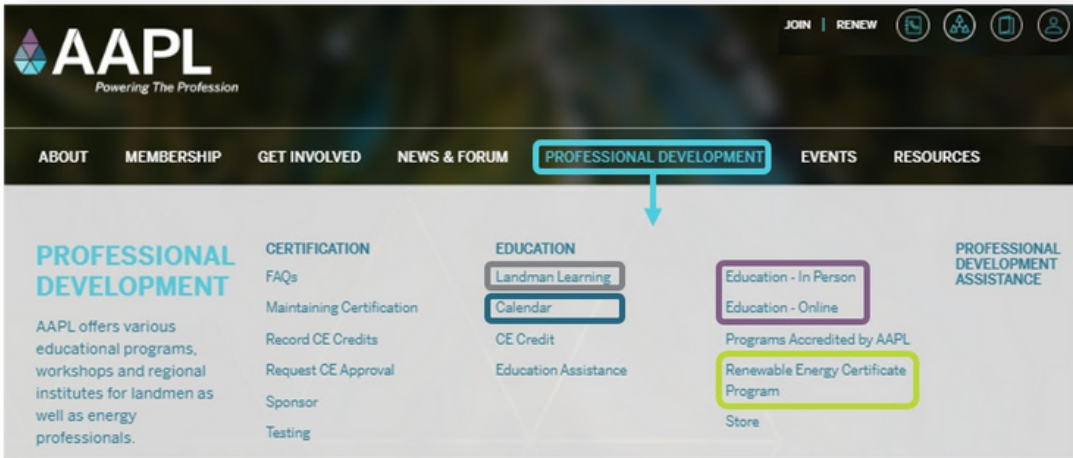 JOIN | RENEW
AAPL
Powering The Profession
ABOUT MEMBERSHIP GET INVOLVED NEWS & FORUM PROFESSIONAL DEVELOPMENT EVENTS RESOURCES
PROFESSIONAL
DEVELOPMENT
AAPL offers various
educational programs,
workshops and regional
institutes for landmen as
well as energy
professionals.
CERTIFICATION
FAQs
Maintaining Certification
Record CE Credits
Request CE Approval
Sponsor
Testing
EDUCATION
Landman Learning
Calendar
CE Credit
Education Assistance
Education - In Person
Education - Online
Programs Accredited by AAPL
Renewable Energy Certificate
Program
Store
PROFESSIONAL
DEVELOPMENT
ASSISTANCE